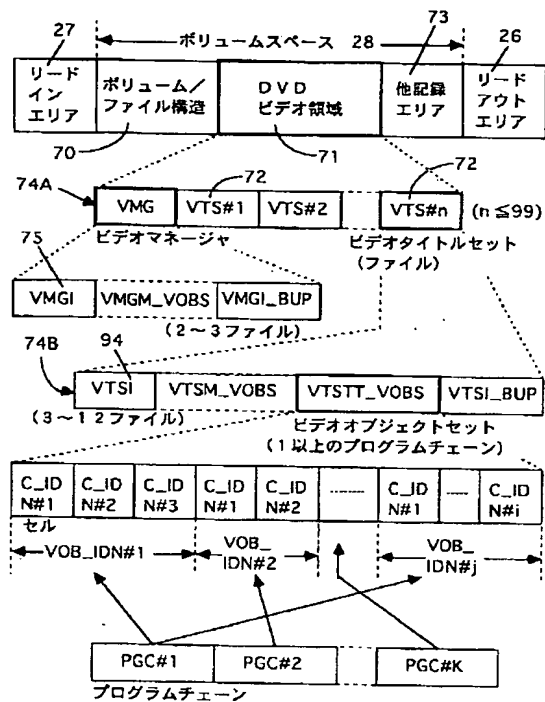 27
ボリュームスペース 28
73
26
リード
イン
エリア
ボリューム/
ファイル構造
DVD
ビデオ領域
他記録
エリア
リード
アウト
エリア
70
71
72
72
74A
VMG
VTS#1
VTS#2
VTS#n
(n≦99)
ビデオマネージャ
ビデオタイトルセット
(ファイル)
75
VMGI
VMGM_VOBS
VMGI_BUP
(2~3ファイル)
74B
94
VTSI
VTSM_VOBS
VTSTT_VOBS
VTSI_BUP
(3~12ファイル)
ビデオオブジェクトセット
(1以上のプログラムチェーン)
C_ID
N#1
C_ID
N#2
C_ID
N#3
C_ID
N#1
C_ID
N#2
C_ID
N#1
C_ID
N#i
セル
VOB_IDN#1
VOB_
IDN#2
VOB_
IDN#j
PGC#1
PGC#2
PGC#K
プログラムチェーン